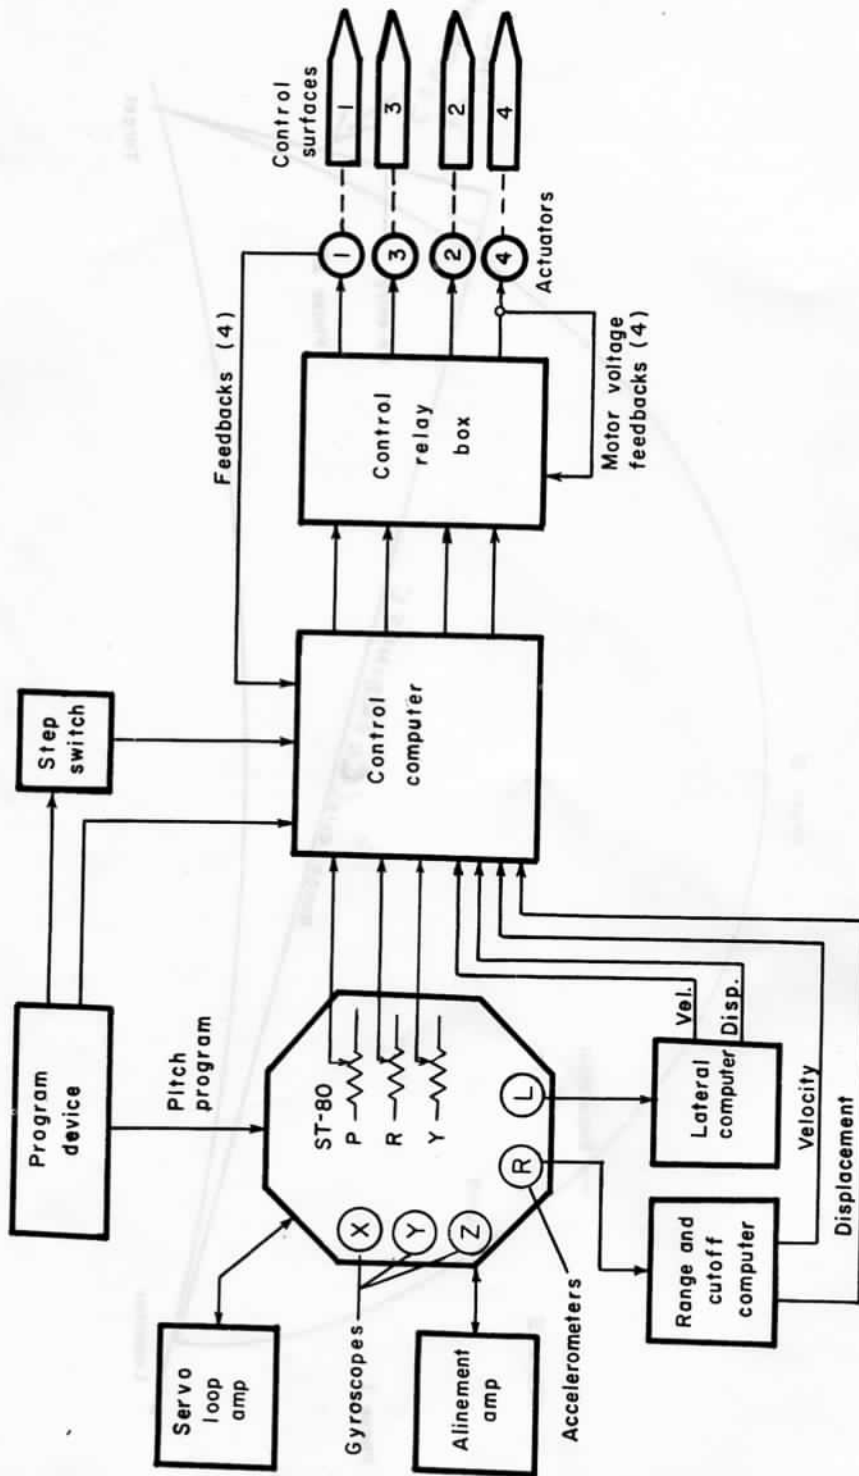 Servo
loop
amp
Program
device
Step
switch
Pitch
program
Feedbacks (4)
Control
surfaces
Gyroscopes
X
Y
Z
ST-80
P
R
Y
Control
computer
Control
relay
box
1
3
2
4
1
3
2
4
Actuators
Alinement
amp
Accelerometers
R
L
Motor voltage
feedbacks (4)
Range and
cutoff
computer
Lateral
computer
Vel.
Disp.
Velocity
Displacement